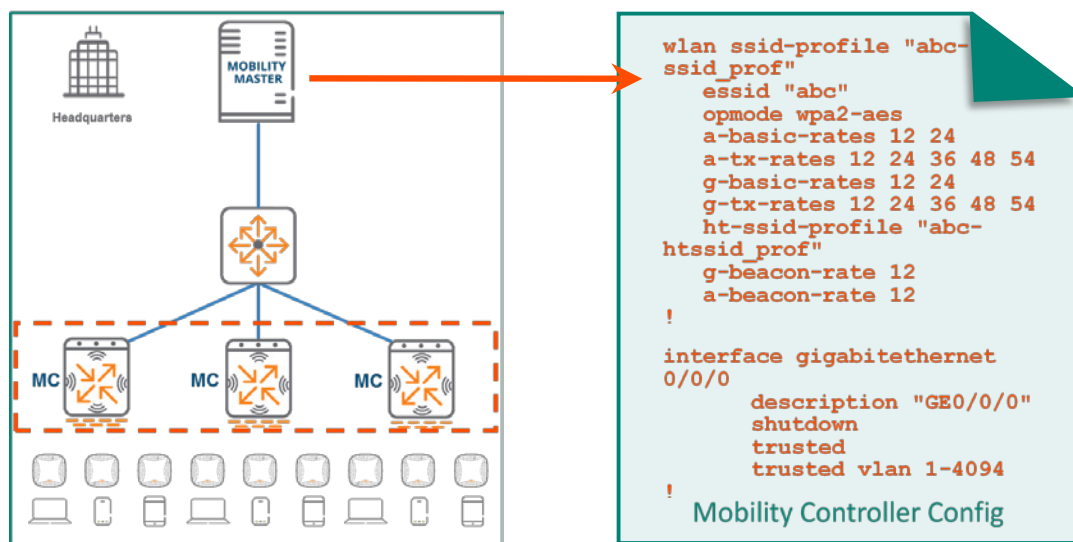 Headquarters
MOBILITY
MASTER
MC
MC
MC
wlan ssid-profile "abc-
ssid_prof"
essid "abc"
opmode wpa2-aes
a-basic-rates 12 24
a-tx-rates 12 24 36 48 54
g-basic-rates 12 24
g-tx-rates 12 24 36 48 54
ht-ssid-profile "abc-
htssid_prof"
g-beacon-rate 12
a-beacon-rate 12
!
interface gigabitethernet
0/0/0
description "GE0/0/0"
shutdown
trusted
trusted vlan 1-4094
!
Mobility Controller Config